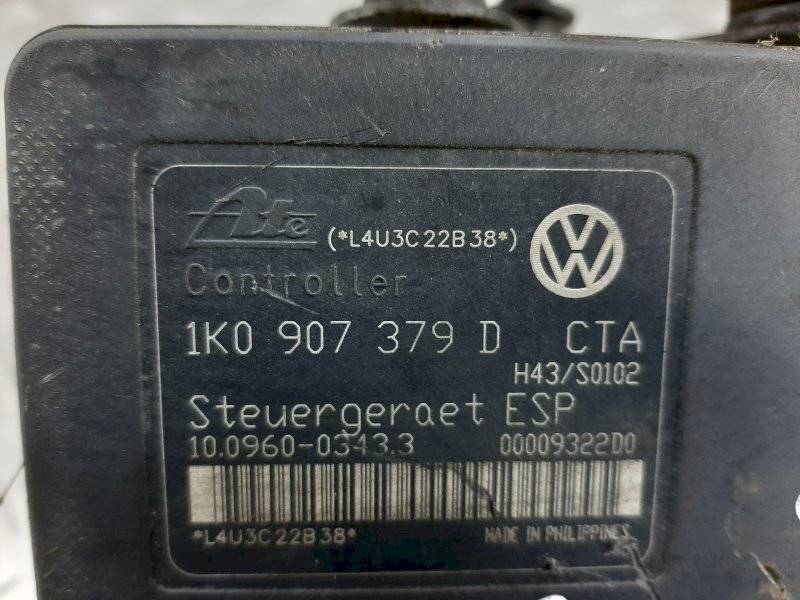 Ate (*L4U3C22B38*)
VW
Controller
1K0 907 379 D CTA
H43/S0102
Steuergeraet ESP
10.0960-0343.3 00009322D0
*L4U3C22B38* MADE IN PHILIPPINES